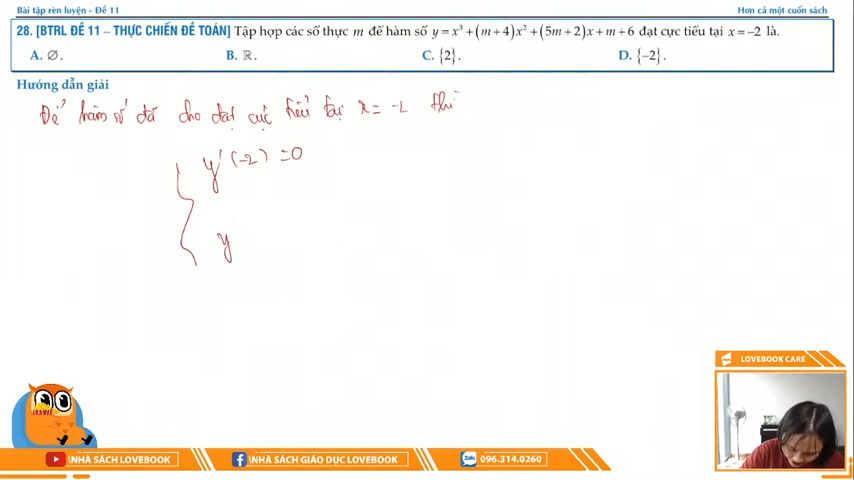 Bài tập rèn luyện - Đề 11
Hơn cả một cuốn sách
28. [BTRL ĐỀ 11 – THỰC CHIẾN ĐỀ TOÁN] Tập hợp các số thực m để hàm số y = x³ + (m + 4)x² + (5m + 2)x + m + 6 đạt cực tiểu tại x = −2 là.
A. ∅. B. ℝ. C. {2}. D. {−2}.
Hướng dẫn giải
Để hàm số đã cho đạt cực tiểu tại x = -2 thì
y'(-2) = 0
y
LOVEBOOK CARE
NHÀ SÁCH LOVEBOOK
NHÀ SÁCH GIÁO DỤC LOVEBOOK
Zalo 096.314.0260